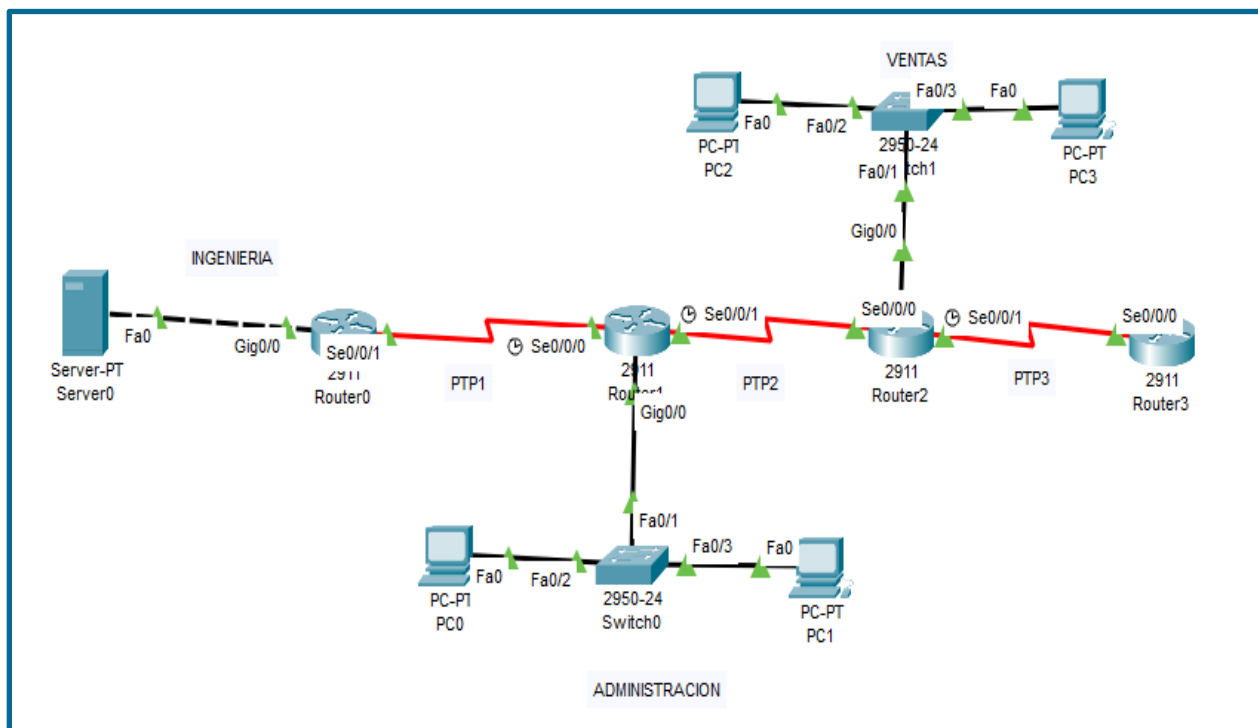 VENTAS
Fa0/3
Fa0
Fa0
Fa0/2
PC-PT
PC2
2950-24
tch1
Fa0/1
PC-PT
PC3
Gig0/0
INGENIERIA
Fa0
Gig0/0
Se0/0/1
Se0/0/0
Se0/0/1
Se0/0/0
Se0/0/1
Se0/0/0
Server-PT
Server0
2911
Router0
PTP1
2911
Router1
PTP2
2911
Router2
PTP3
2911
Router3
Gig0/0
Fa0/1
Fa0
Fa0/2
Fa0/3
Fa0
PC-PT
PC0
2950-24
Switch0
PC-PT
PC1
ADMINISTRACION